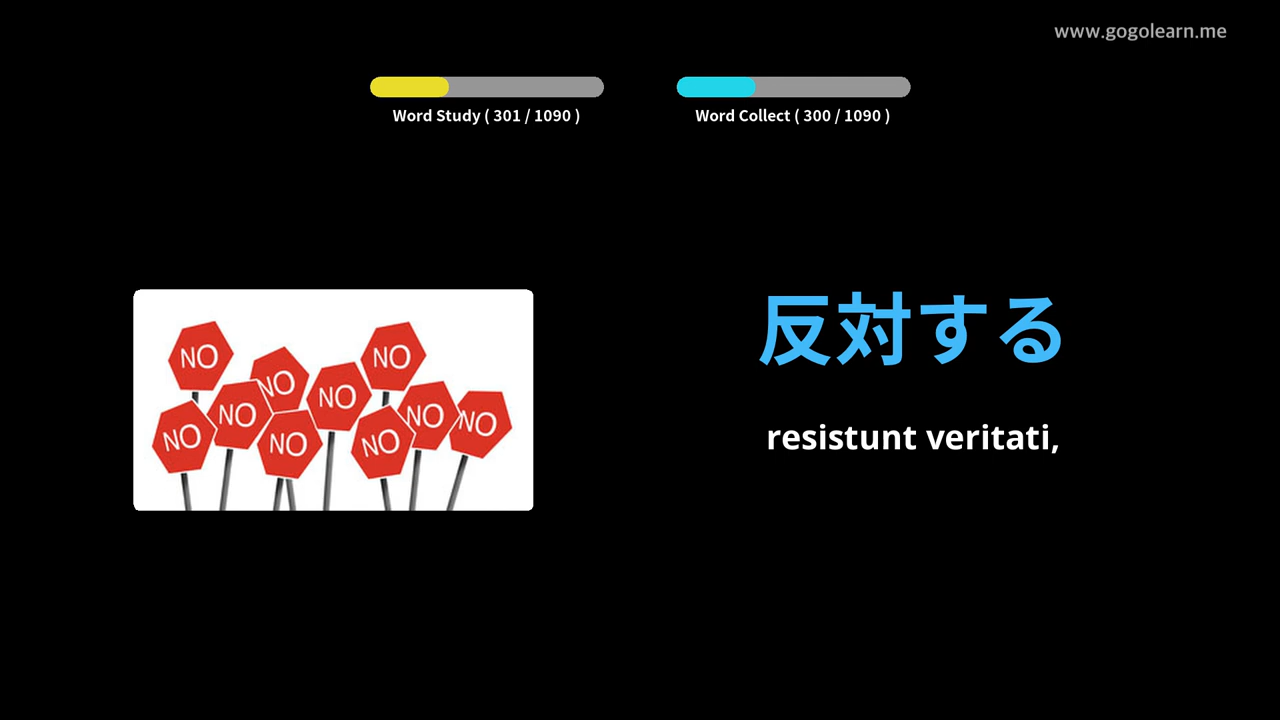 www.gogolearn.me
Word Study ( 301 / 1090 )
Word Collect ( 300 / 1090 )
反対する
resistunt veritati,
NO
NO
NO
NO
NO
NO
NO
NO
NO
NO